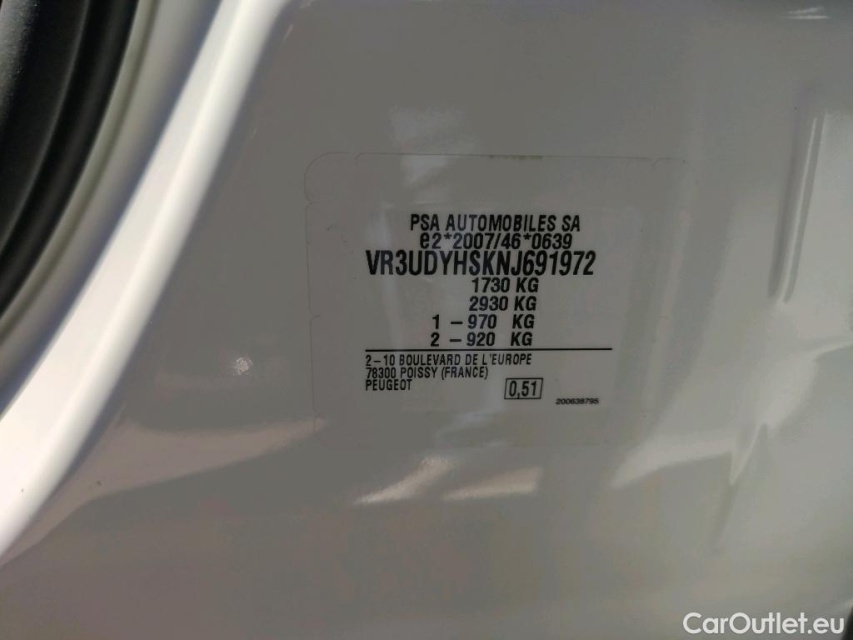 PSA AUTOMOBILES SA
e2*2007/46*0639
VR3UDYHSKNJ691972
1730 KG
2930 KG
1 – 970 KG
2 – 920 KG
2 – 10 BOULEVARD DE L'EUROPE
78300 POISSY (FRANCE)
PEUGEOT
0,51
200638795
CarOutlet.eu